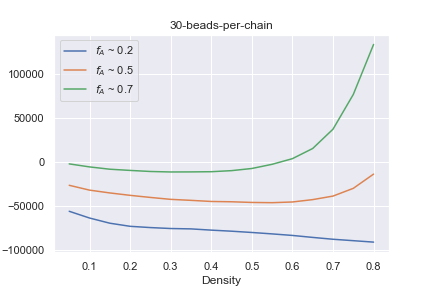 30-beads-per-chain
f_A ~ 0.2
f_A ~ 0.5
f_A ~ 0.7
100000
50000
0
−50000
−100000
0.1 0.2 0.3 0.4 0.5 0.6 0.7 0.8
Density